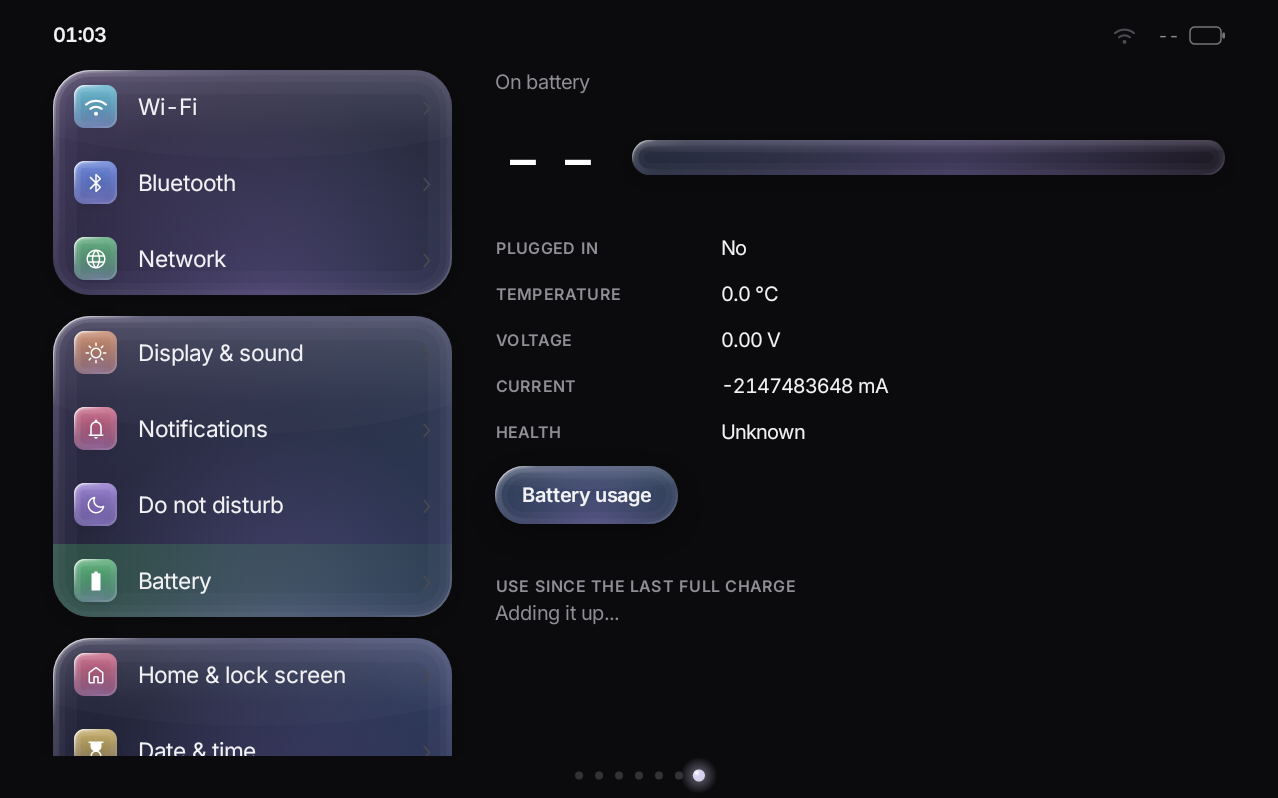 01:03
--
Wi-Fi
Bluetooth
Network
Display & sound
Notifications
Do not disturb
Battery
Home & lock screen
Date & time
On battery
– –
PLUGGED IN No
TEMPERATURE 0.0 °C
VOLTAGE 0.00 V
CURRENT -2147483648 mA
HEALTH Unknown
Battery usage
USE SINCE THE LAST FULL CHARGE
Adding it up...